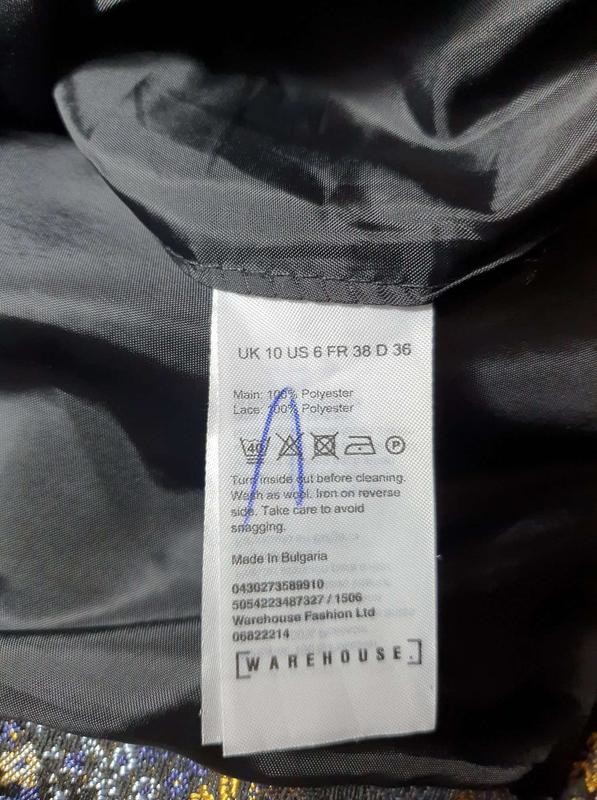 UK 10 US 6 FR 38 D 36
Main: 100% Polyester
Lace: 100% Polyester
40
P
Turn inside out before cleaning.
Wash as wool. Iron on reverse
side. Take care to avoid
snagging.
Made In Bulgaria
0430273589910
5054223487327 / 1506
Warehouse Fashion Ltd
06822214
[WAREHOUSE.]